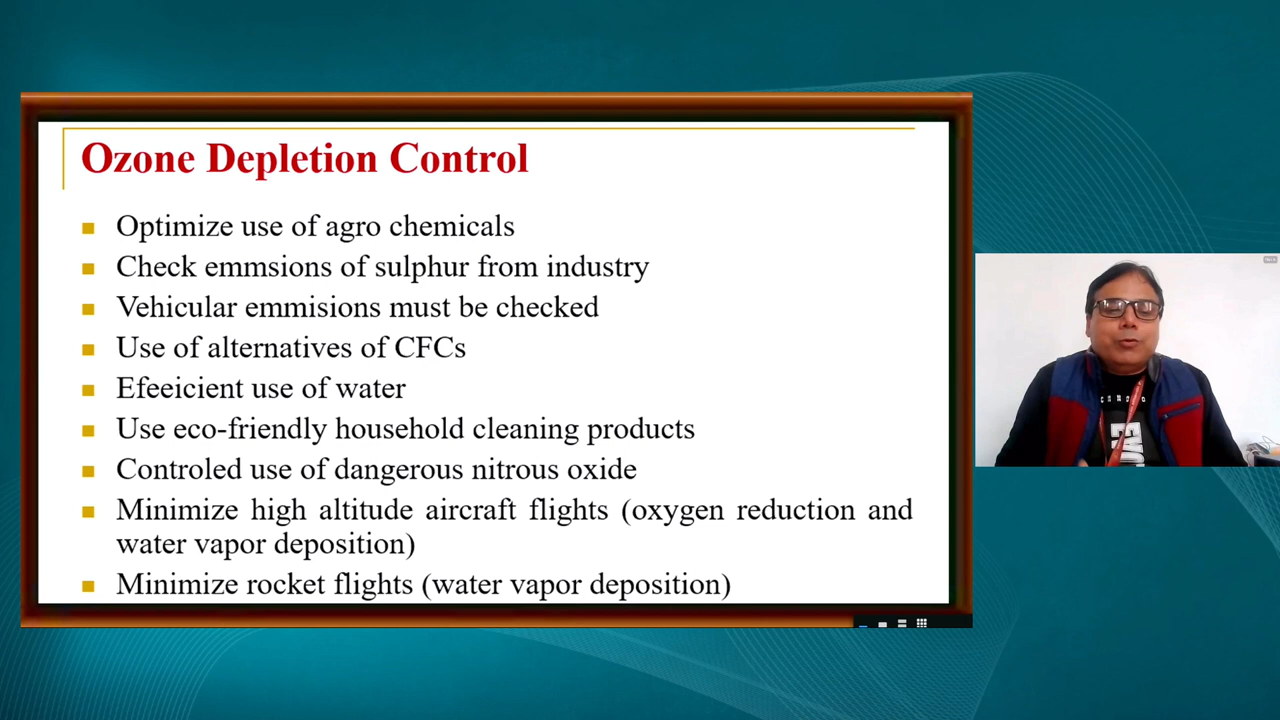 Ozone Depletion Control
Optimize use of agro chemicals
Check emmsions of sulphur from industry
Vehicular emmisions must be checked
Use of alternatives of CFCs
Efeeicient use of water
Use eco-friendly household cleaning products
Controled use of dangerous nitrous oxide
Minimize high altitude aircraft flights (oxygen reduction and
water vapor deposition)
Minimize rocket flights (water vapor deposition)